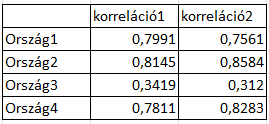 korreláció1 korreláció2
Ország1 0,7991 0,7561
Ország2 0,8145 0,8584
Ország3 0,3419 0,312
Ország4 0,7811 0,8283